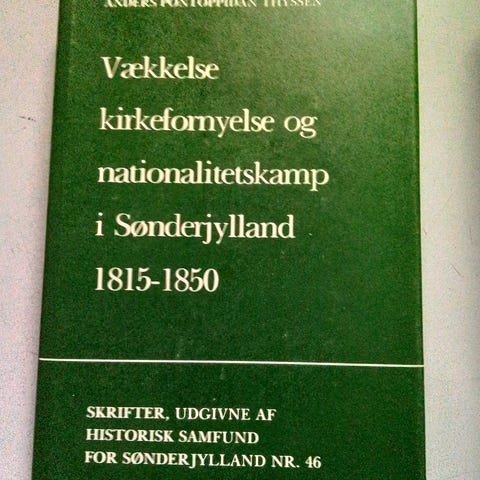 ANDERS PONTOPPIDAN THYSSEN
Vækkelse
kirkefornyelse og
nationalitetskamp
i Sønderjylland
1815-1850
SKRIFTER, UDGIVNE AF
HISTORISK SAMFUND
FOR SØNDERJYLLAND NR. 46